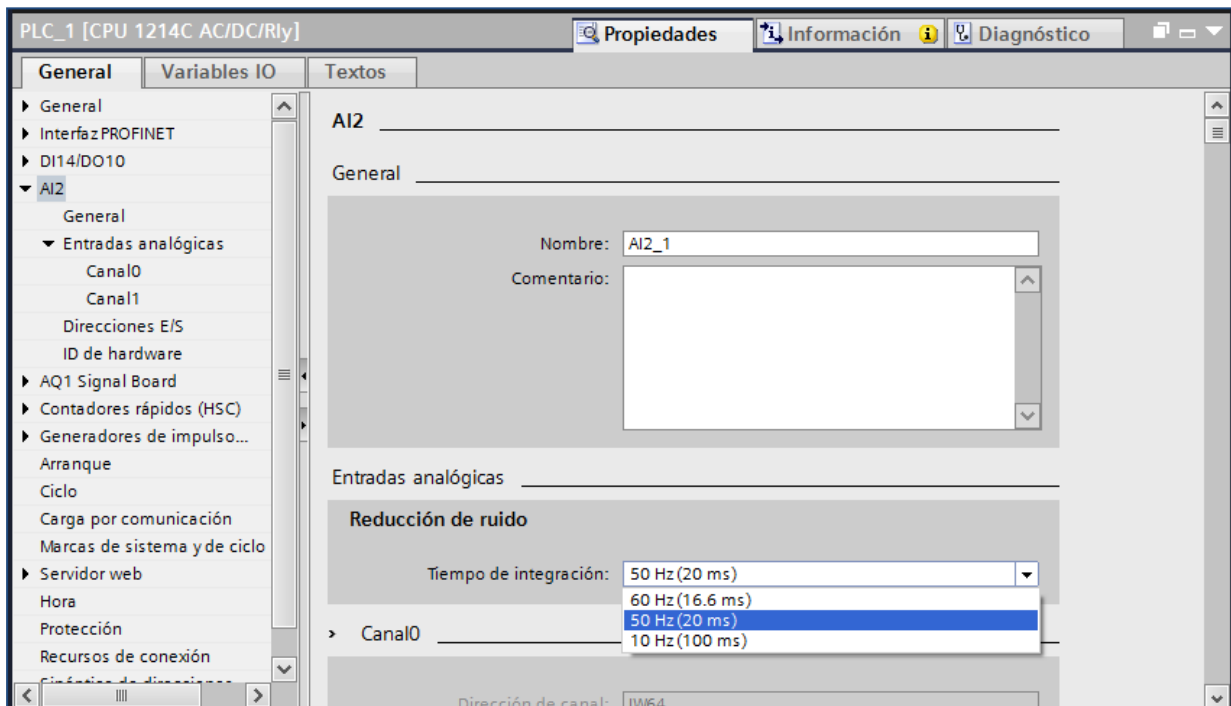 PLC_1 [CPU 1214C AC/DC/Rly]
Propiedades
Información
Diagnóstico
General
Variables IO
Textos
General
Interfaz PROFINET
DI14/DO10
AI2
General
Entradas analógicas
Canal0
Canal1
Direcciones E/S
ID de hardware
AQ1 Signal Board
Contadores rápidos (HSC)
Generadores de impulso...
Arranque
Ciclo
Carga por comunicación
Marcas de sistema y de ciclo
Servidor web
Hora
Protección
Recursos de conexión
AI2
General
Nombre: AI2_1
Comentario:
Entradas analógicas
Reducción de ruido
Tiempo de integración: 50 Hz (20 ms)
60 Hz (16.6 ms)
50 Hz (20 ms)
10 Hz (100 ms)
Canal0
Dirección de canal: IW64